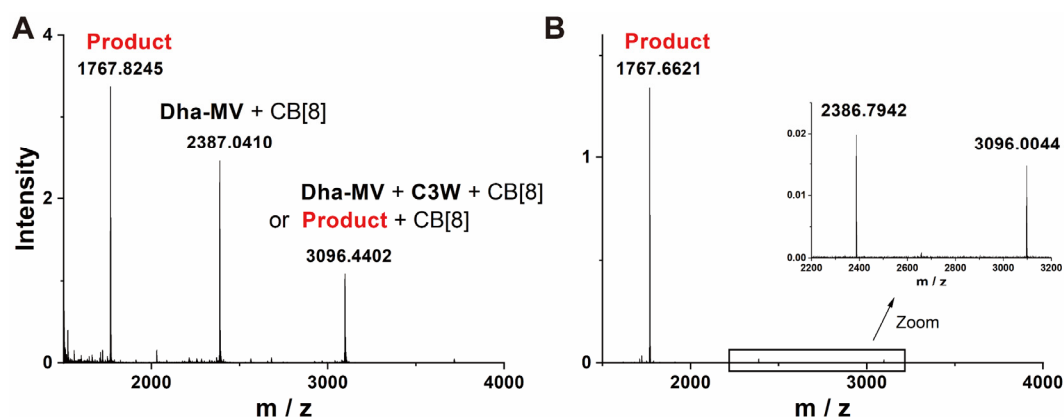 A
Product
1767.8245
Dha-MV + CB[8]
2387.0410
Dha-MV + C3W + CB[8]
or Product + CB[8]
3096.4402
Intensity
4
2
0
2000
3000
4000
m / z
B
Product
1767.6621
1
0
2000
3000
4000
m / z
2386.7942
3096.0044
0.02
0.01
0.00
2200
2400
2600
2800
3000
3200
m / z
Zoom